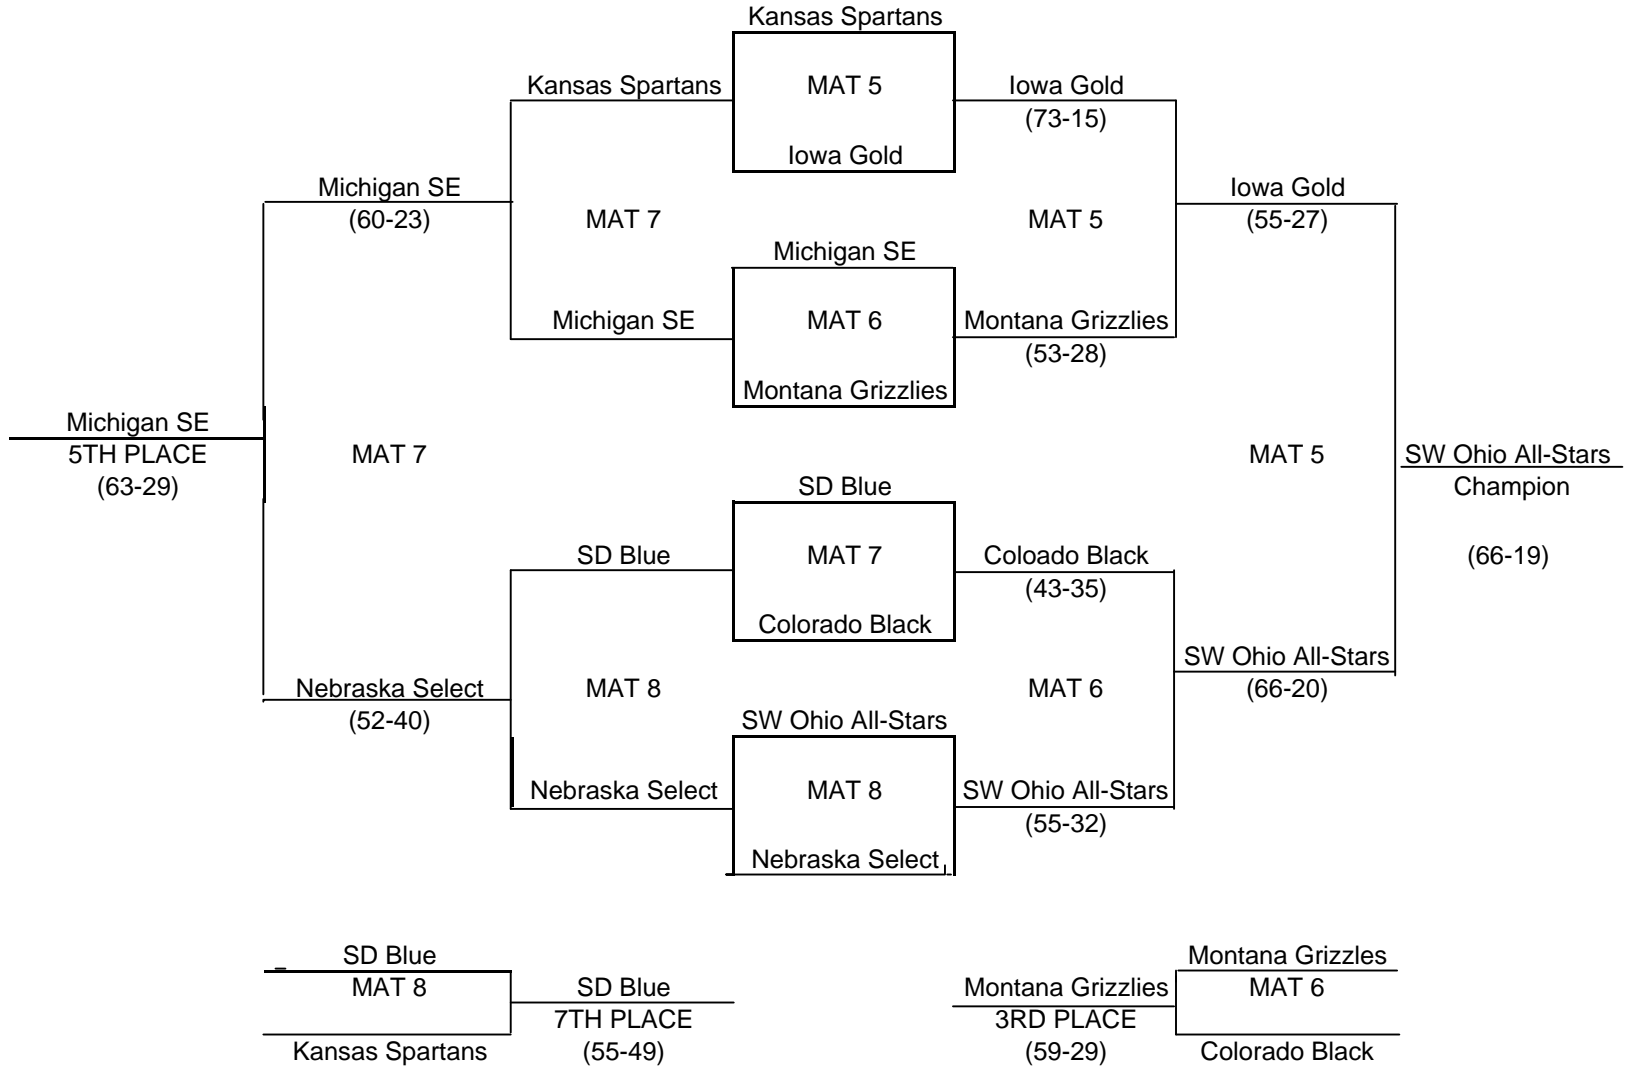 Kansas Spartans
Kansas Spartans
MAT 5
Iowa Gold
(73-15)
Iowa Gold
Michigan SE
Iowa Gold
(60-23)
MAT 7
MAT 5
(55-27)
Michigan SE
Michigan SE
MAT 6
Montana Grizzlies
(53-28)
Montana Grizzlies
Michigan SE
5TH PLACE
MAT 7
MAT 5
SW Ohio All-Stars
(63-29)
SD Blue
Champion
SD Blue
MAT 7
Coloado Black
(66-19)
(43-35)
Colorado Black
SW Ohio All-Stars
Nebraska Select
MAT 8
MAT 6
(66-20)
(52-40)
SW Ohio All-Stars
Nebraska Select
MAT 8
SW Ohio All-Stars
(55-32)
Nebraska Select
SD Blue
Montana Grizzles
MAT 8
SD Blue
Montana Grizzlies
MAT 6
7TH PLACE
3RD PLACE
Kansas Spartans
(55-49)
(59-29)
Colorado Black